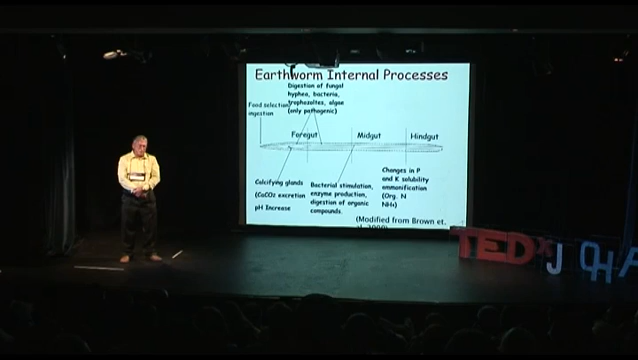 Earthworm Internal Processes
Digestion of fungal
hyphea, bacteria,
trophozoites, algae
(only pathogenic)
Food selection,
ingestion
Foregut
Midgut
Hindgut
Calcifying glands
(CaCO2 excretion
pH Increase
Bacterial stimulation,
enzyme production,
digestion of organic
compounds.
Changes in P
and K solubility
ammonification
(Org. N
NH4)
(Modified from Brown et.
TEDx
JOHA